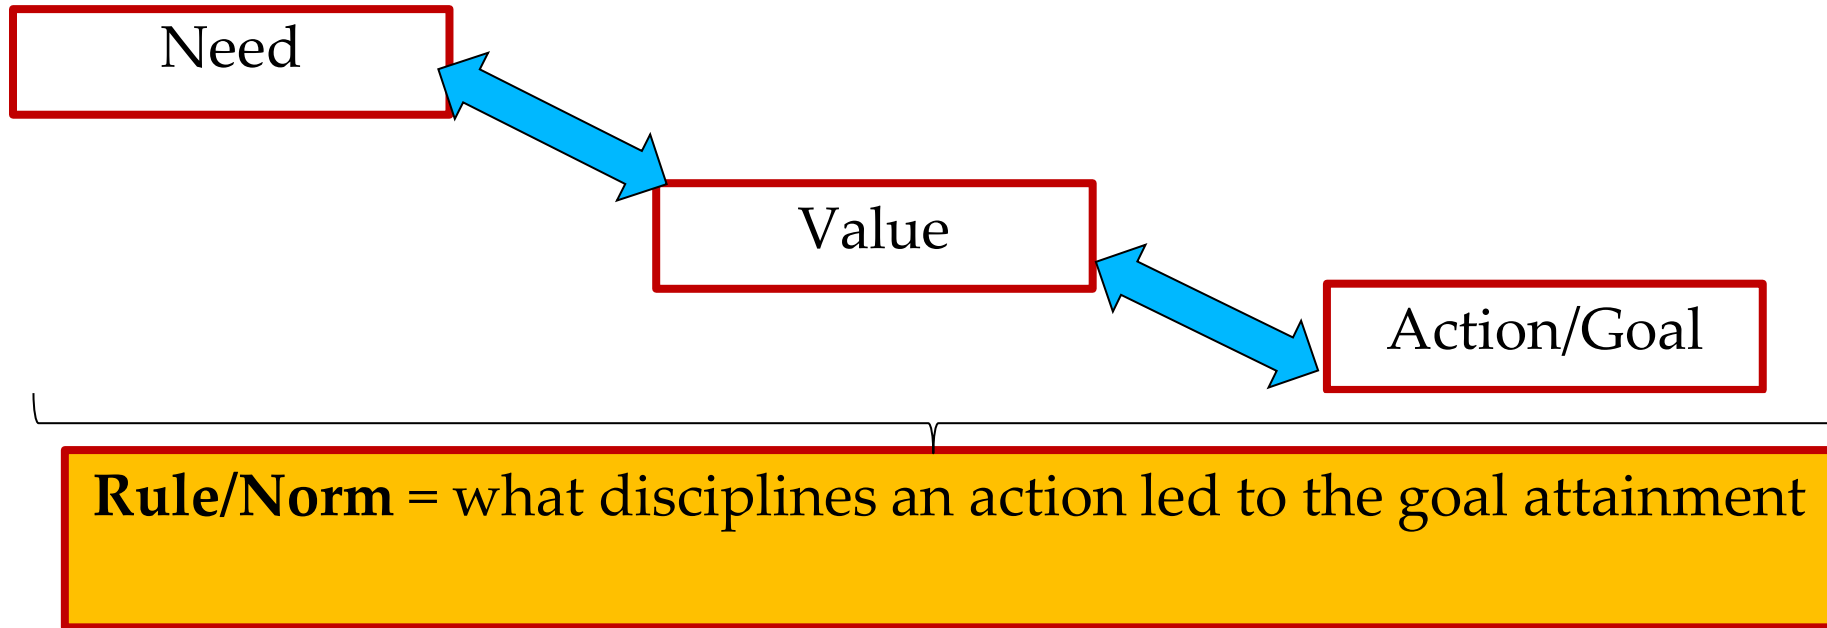 Need
Value
Action/Goal
Rule/Norm = what disciplines an action led to the goal attainment